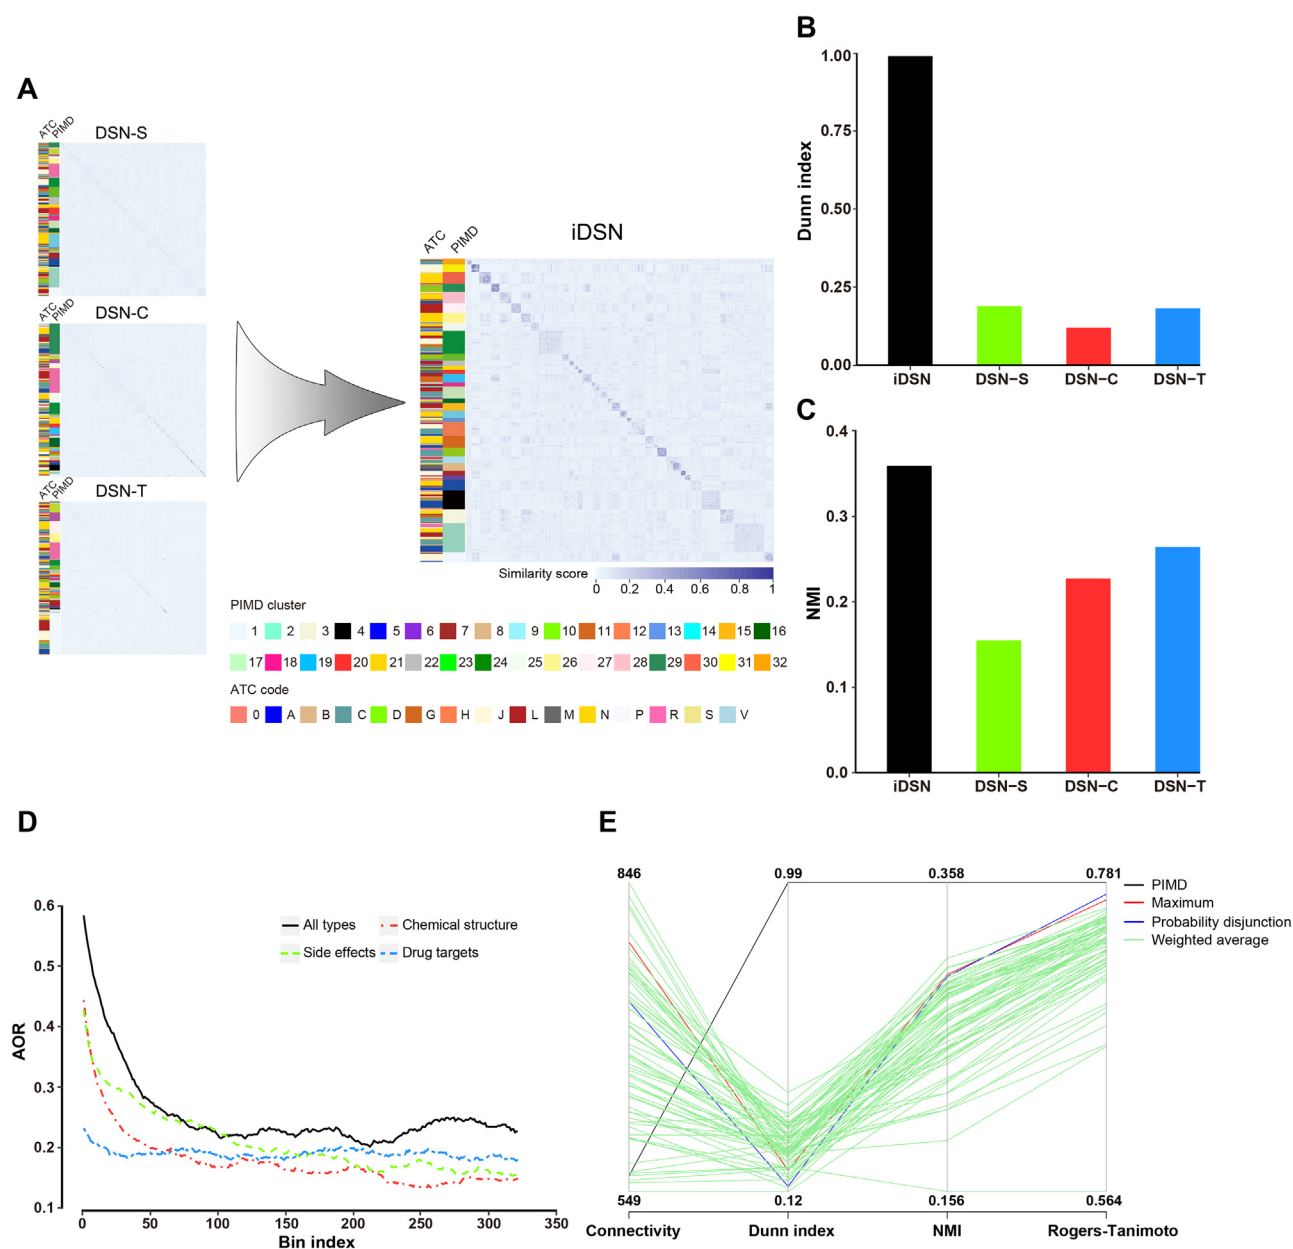 A
ATC
PIMD
DSN-S
ATC
PIMD
DSN-C
ATC
PIMD
DSN-T
ATC
PIMD
iDSN
Similarity score
0 0.2 0.4 0.6 0.8 1
PIMD cluster
1 2 3 4 5 6 7 8 9 10 11 12 13 14 15 16
17 18 19 20 21 22 23 24 25 26 27 28 29 30 31 32
ATC code
0 A B C D G H J L M N P R S V
B
Dunn index
1.00
0.75
0.50
0.25
0.00
iDSN DSN-S DSN-C DSN-T
C
NMI
0.4
0.3
0.2
0.1
0.0
iDSN DSN-S DSN-C DSN-T
D
AOR
0.6
0.5
0.4
0.3
0.2
0.1
All types
Chemical structure
Side effects
Drug targets
0 50 100 150 200 250 300 350
Bin index
E
846 0.99 0.358 0.781
PIMD
Maximum
Probability disjunction
Weighted average
549 0.12 0.156 0.564
Connectivity Dunn index NMI Rogers-Tanimoto